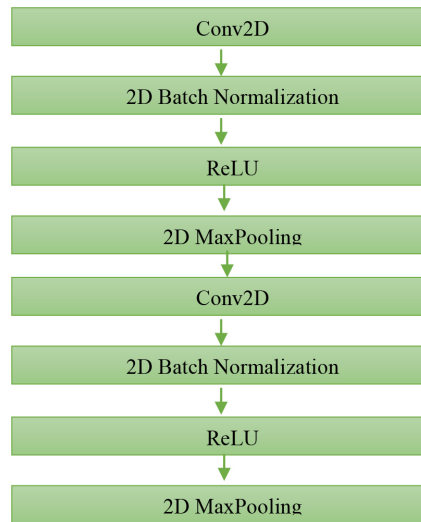 Conv2D
2D Batch Normalization
ReLU
2D MaxPooling
Conv2D
2D Batch Normalization
ReLU
2D MaxPooling